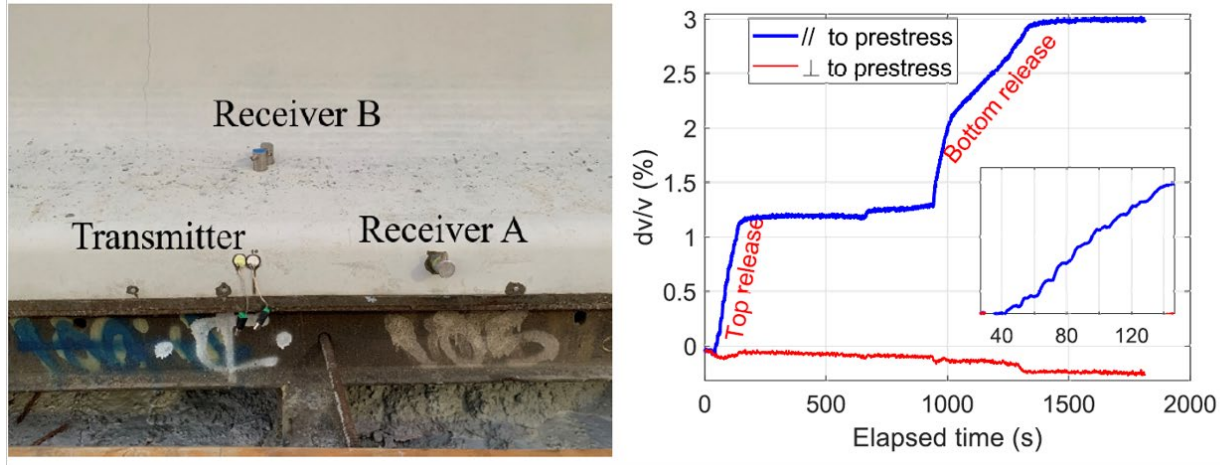 Receiver B
Transmitter
Receiver A
// to prestress
⊥ to prestress
Top release
Bottom release
dv/v (%)
3
2.5
2
1.5
1
0.5
0
40 80 120
0 500 1000 1500 2000
Elapsed time (s)